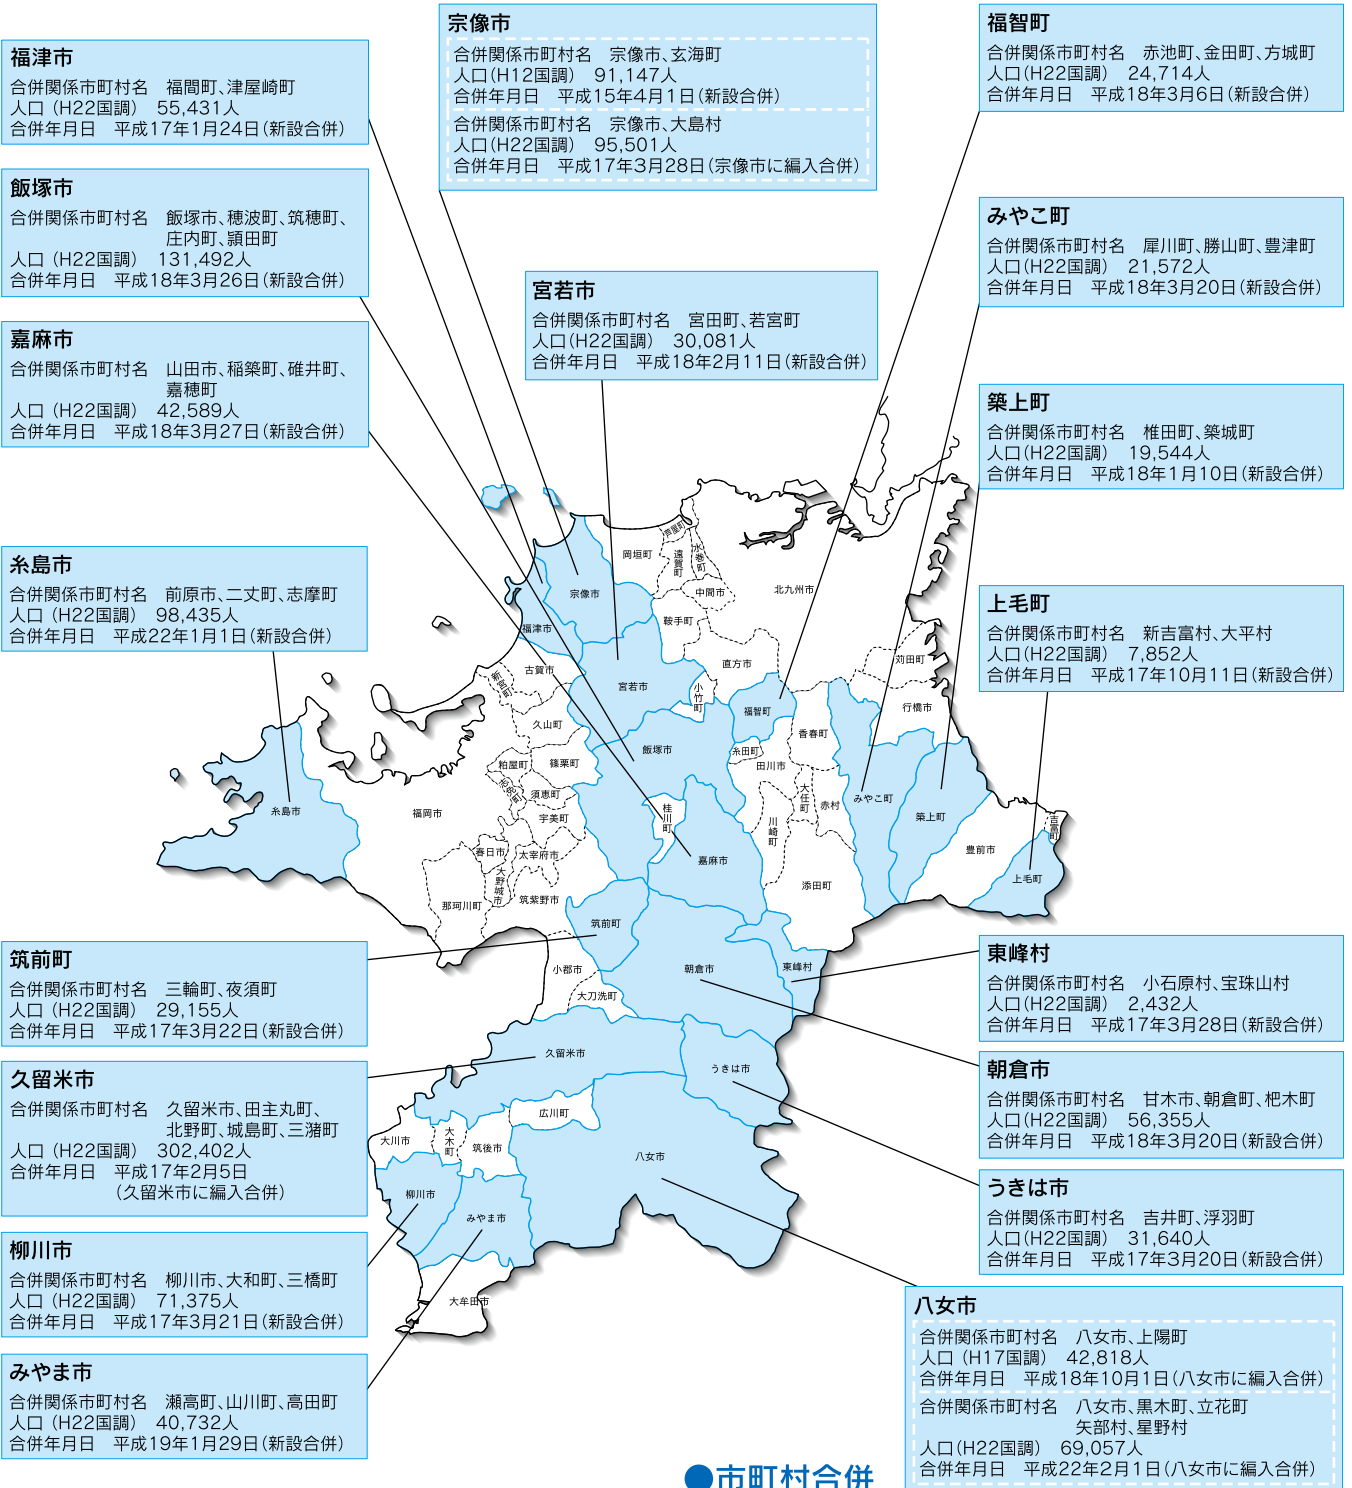 宗像市
合併関係市町村名　宗像市、玄海町
人口(H12国調)　91,147人
合併年月日　平成15年4月1日(新設合併)
合併関係市町村名　宗像市、大島村
人口(H22国調)　95,501人
合併年月日　平成17年3月28日(宗像市に編入合併)
福智町
合併関係市町村名　赤池町、金田町、方城町
人口(H22国調)　24,714人
合併年月日　平成18年3月6日(新設合併)
福津市
合併関係市町村名　福間町、津屋崎町
人口 (H22国調)　55,431人
合併年月日　平成17年1月24日(新設合併)
飯塚市
合併関係市町村名　飯塚市、穂波町、筑穂町、
庄内町、頴田町
人口 (H22国調)　131,492人
合併年月日　平成18年3月26日(新設合併)
みやこ町
合併関係市町村名　犀川町、勝山町、豊津町
人口(H22国調)　21,572人
合併年月日　平成18年3月20日(新設合併)
宮若市
合併関係市町村名　宮田町、若宮町
人口(H22国調)　30,081人
合併年月日　平成18年2月11日(新設合併)
嘉麻市
合併関係市町村名　山田市、稲築町、碓井町、
嘉穂町
人口 (H22国調)　42,589人
合併年月日　平成18年3月27日(新設合併)
築上町
合併関係市町村名　椎田町、築城町
人口(H22国調)　19,544人
合併年月日　平成18年1月10日(新設合併)
糸島市
合併関係市町村名　前原市、二丈町、志摩町
人口 (H22国調)　98,435人
合併年月日　平成22年1月1日(新設合併)
上毛町
合併関係市町村名　新吉富村、大平村
人口(H22国調)　7,852人
合併年月日　平成17年10月11日(新設合併)
芦屋町
岡垣町
遠賀町
水巻町
中間市
北九州市
宗像市
福津市
鞍手町
古賀市
新宮町
直方市
苅田町
宮若市
小竹町
福智町
行橋市
久山町
香春町
飯塚市
糸田町
田川市
粕屋町
篠栗町
志免町
須恵町
大任町
赤村
みやこ町
福岡市
宇美町
桂川町
川崎町
築上町
吉富町
糸島市
春日市
太宰府市
嘉麻市
豊前市
大野城市
添田町
上毛町
那珂川町
筑紫野市
筑前町
小郡市
朝倉市
東峰村
大刀洗町
久留米市
うきは市
広川町
大川市
大木町
筑後市
八女市
柳川市
みやま市
大牟田市
筑前町
合併関係市町村名　三輪町、夜須町
人口 (H22国調)　29,155人
合併年月日　平成17年3月22日(新設合併)
東峰村
合併関係市町村名　小石原村、宝珠山村
人口(H22国調)　2,432人
合併年月日　平成17年3月28日(新設合併)
久留米市
合併関係市町村名　久留米市、田主丸町、
北野町、城島町、三潴町
人口 (H22国調)　302,402人
合併年月日　平成17年2月5日
(久留米市に編入合併)
朝倉市
合併関係市町村名　甘木市、朝倉町、杷木町
人口(H22国調)　56,355人
合併年月日　平成18年3月20日(新設合併)
うきは市
合併関係市町村名　吉井町、浮羽町
人口(H22国調)　31,640人
合併年月日　平成17年3月20日(新設合併)
柳川市
合併関係市町村名　柳川市、大和町、三橋町
人口 (H22国調)　71,375人
合併年月日　平成17年3月21日(新設合併)
八女市
合併関係市町村名　八女市、上陽町
人口 (H17国調)　42,818人
合併年月日　平成18年10月1日(八女市に編入合併)
合併関係市町村名　八女市、黒木町、立花町
矢部村、星野村
人口(H22国調)　69,057人
合併年月日　平成22年2月1日(八女市に編入合併)
みやま市
合併関係市町村名　瀬高町、山川町、高田町
人口 (H22国調)　40,732人
合併年月日　平成19年1月29日(新設合併)
●市町村合併